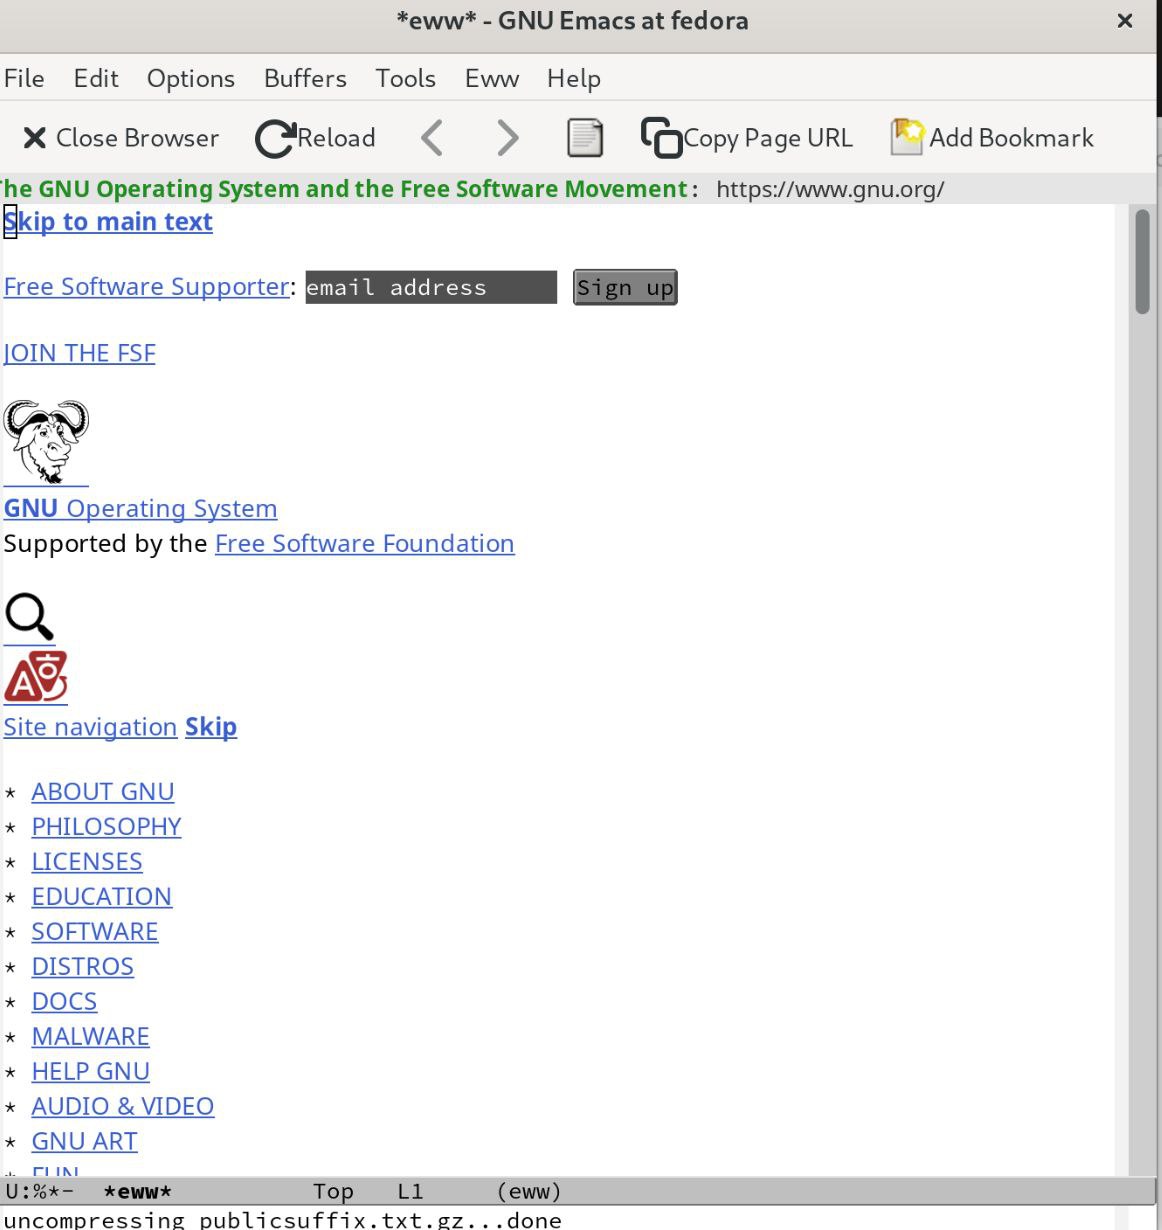 *eww* - GNU Emacs at fedora
File Edit Options Buffers Tools Eww Help
Close Browser Reload Copy Page URL Add Bookmark
The GNU Operating System and the Free Software Movement: https://www.gnu.org/
Skip to main text
Free Software Supporter: email address Sign up
JOIN THE FSF
GNU Operating System
Supported by the Free Software Foundation
Site navigation Skip
* ABOUT GNU
* PHILOSOPHY
* LICENSES
* EDUCATION
* SOFTWARE
* DISTROS
* DOCS
* MALWARE
* HELP GNU
* AUDIO & VIDEO
* GNU ART
* FUN
U:%*- *eww* Top L1 (eww)
uncompressing publicsuffix.txt.gz...done